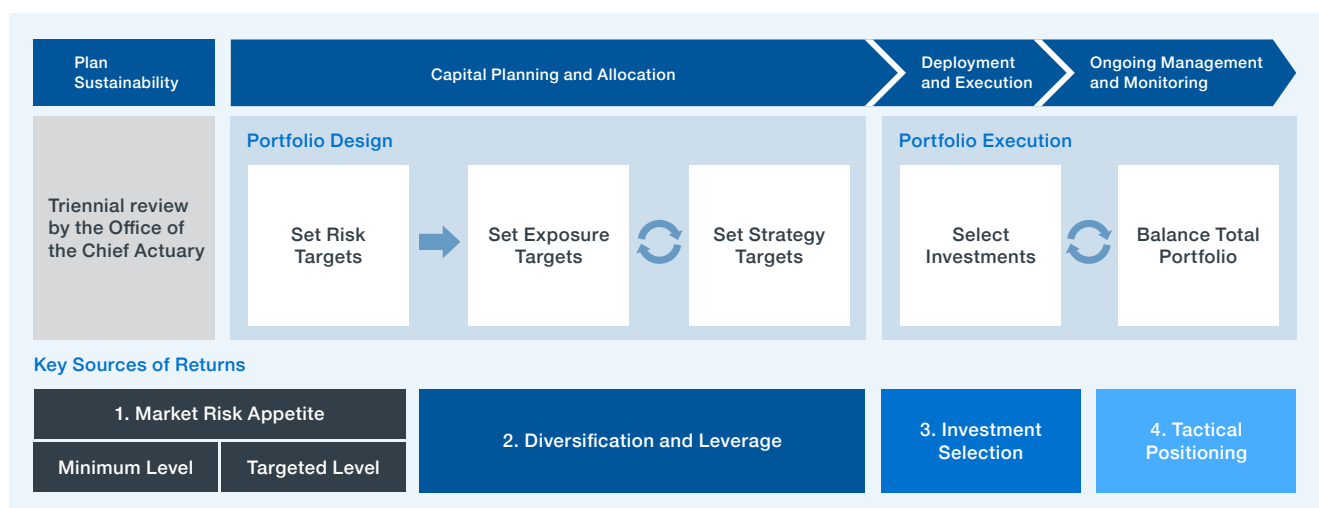 Plan
Sustainability
Capital Planning and Allocation
Deployment
and Execution
Ongoing Management
and Monitoring
Triennial review
by the Office of
the Chief Actuary
Portfolio Design
Set Risk
Targets
Set Exposure
Targets
Set Strategy
Targets
Portfolio Execution
Select
Investments
Balance Total
Portfolio
Key Sources of Returns
1. Market Risk Appetite
Minimum Level
Targeted Level
2. Diversification and Leverage
3. Investment
Selection
4. Tactical
Positioning